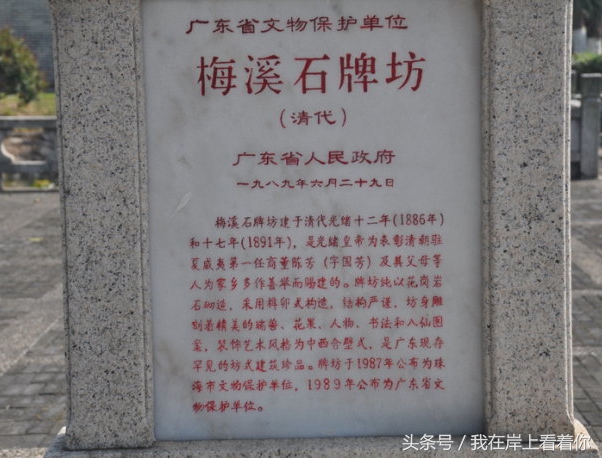 广东省文物保护单位
梅溪石牌坊
（清代）
广东省人民政府
一九八九年六月二十九日
梅溪石牌坊建于清代光绪十二年(1886年)
和十七年(1891年)，是光绪皇帝为表彰清朝驻
夏威夷第一任商董陈芳（字国芳）及其父母等
人为家乡多作善举而赐建的。牌坊纯以花岗岩
石砌造，采用榫卯式构造，结构严谨，坊身雕
刻着精美的瑞兽、花果、人物、书法和八仙图
案，装饰艺术风格为中西合壁式，是广东现存
罕见的坊式建筑珍品。牌坊于1987年公布为珠
海市文物保护单位，1989年公布为广东省文
物保护单位。
头条号 / 我在岸上看着你